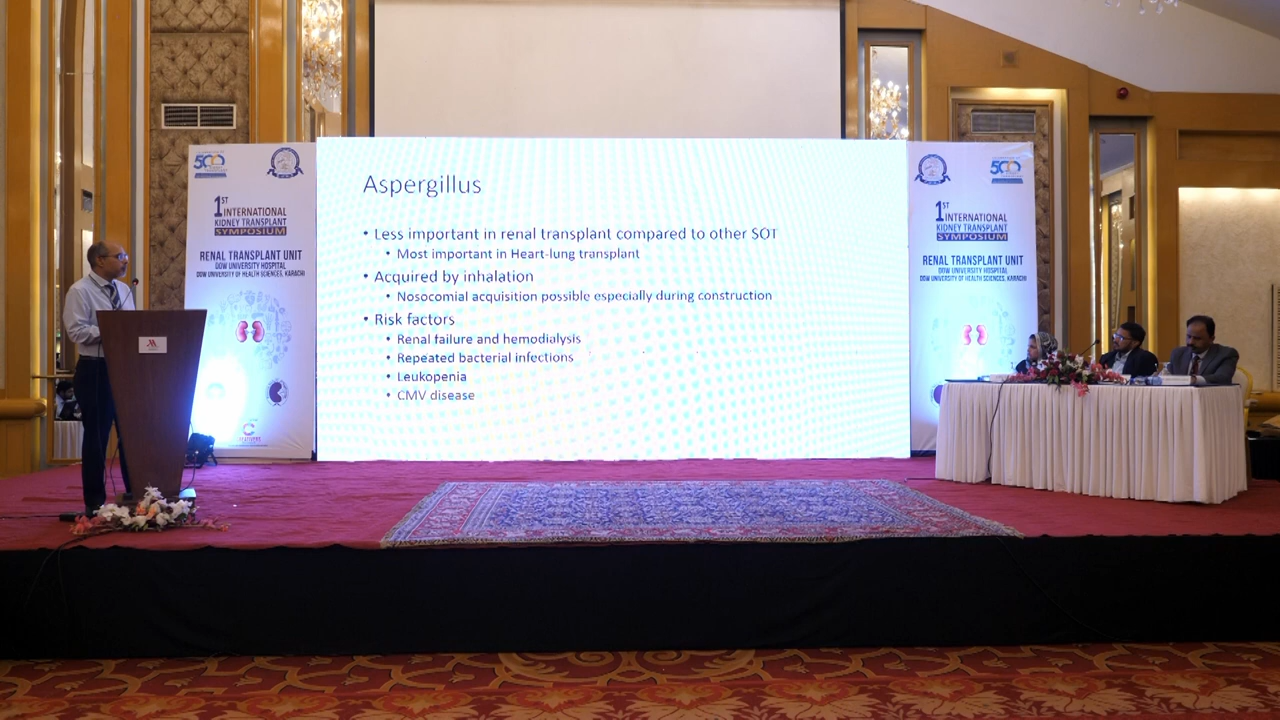 500
1ST
INTERNATIONAL
KIDNEY TRANSPLANT
SYMPOSIUM
RENAL TRANSPLANT UNIT
DOW UNIVERSITY HOSPITAL
DOW UNIVERSITY OF HEALTH SCIENCES, KARACHI
Aspergillus
• Less important in renal transplant compared to other SOT
• Most important in Heart-lung transplant
• Acquired by inhalation
• Nosocomial acquisition possible especially during construction
• Risk factors
• Renal failure and hemodialysis
• Repeated bacterial infections
• Leukopenia
• CMV disease
500
1ST
INTERNATIONAL
KIDNEY TRANSPLANT
SYMPOSIUM
RENAL TRANSPLANT UNIT
DOW UNIVERSITY HOSPITAL
DOW UNIVERSITY OF HEALTH SCIENCES, KARACHI